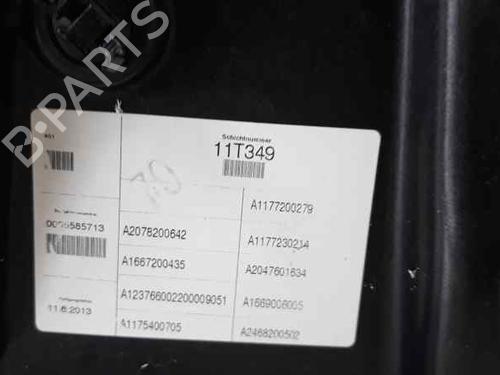 B-PARTS
Schichtnummer
11T349
A1177200279
A2078200642
A1177230214
A1667200435
A2047601634
A123766002200009051
A1669006005
A1175400705
A2468200502
11.6.2013